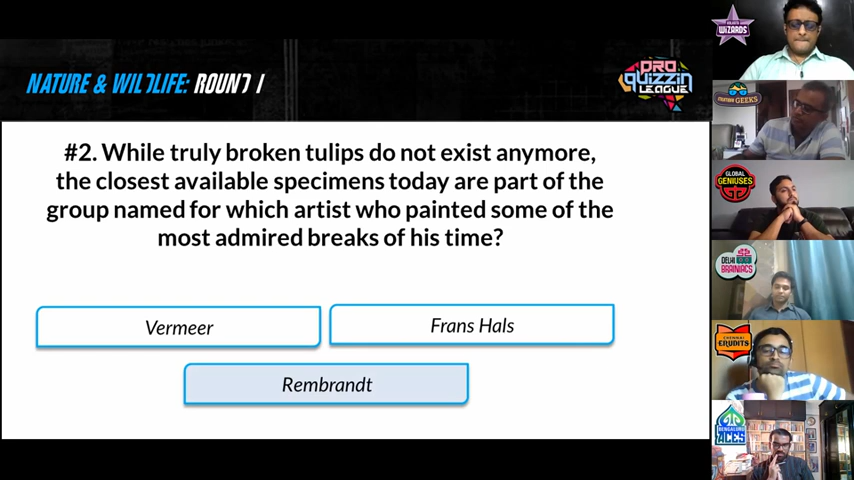 NATURE & WILDLIFE: ROUND I
PRO
QUIZZIN
LEAGUE
#2. While truly broken tulips do not exist anymore,
the closest available specimens today are part of the
group named for which artist who painted some of the
most admired breaks of his time?
Vermeer
Frans Hals
Rembrandt
WIZARDS
GEEKS
GLOBAL
GENIUSES
DELHI
BRAINIACS
CHENNAI
ERUDITS
BENGALURU
ACES